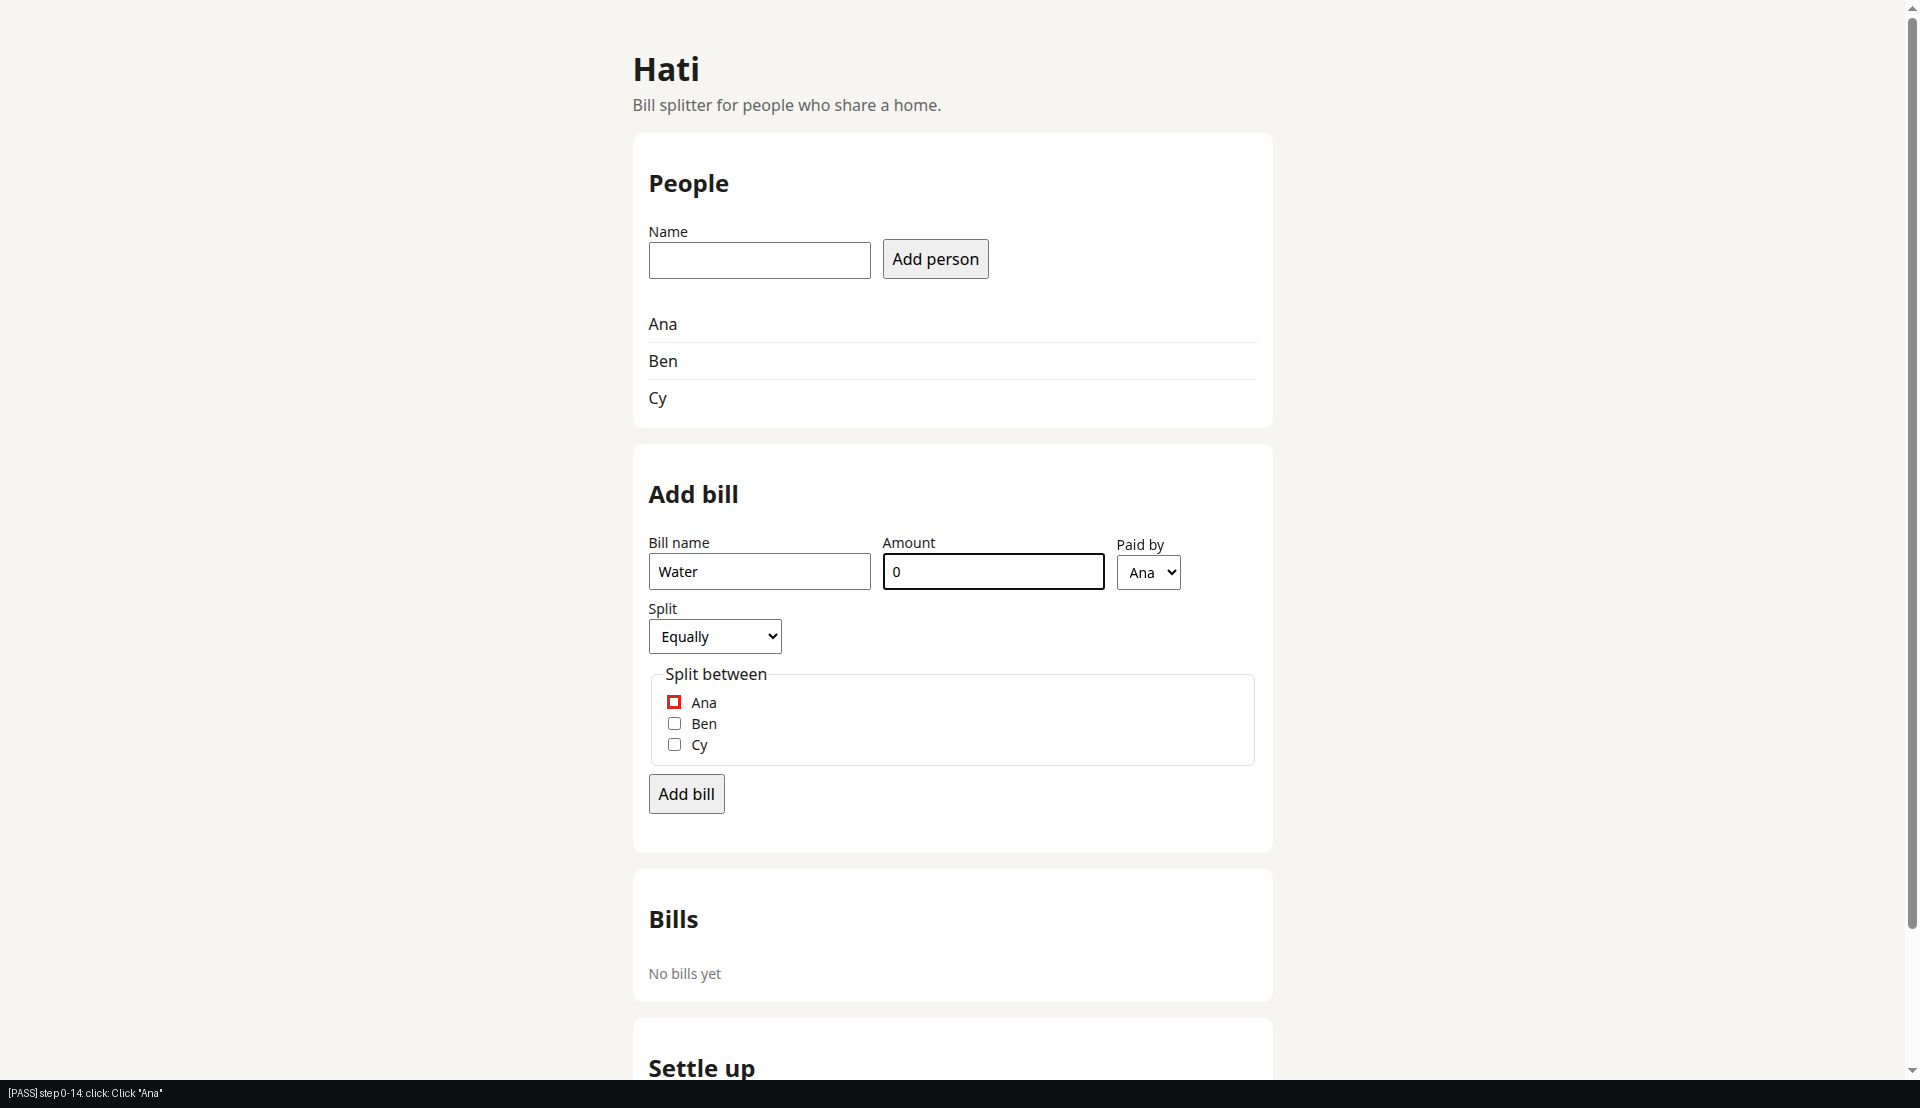 Hati
Bill splitter for people who share a home.
People
Name
Add person
Ana
Ben
Cy
Add bill
Bill name
Amount
Paid by
Water
0
Ana
Split
Equally
Split between
Ana
Ben
Cy
Add bill
Bills
No bills yet
Settle up
[PASS] step 0-14: click: Click "Ana"